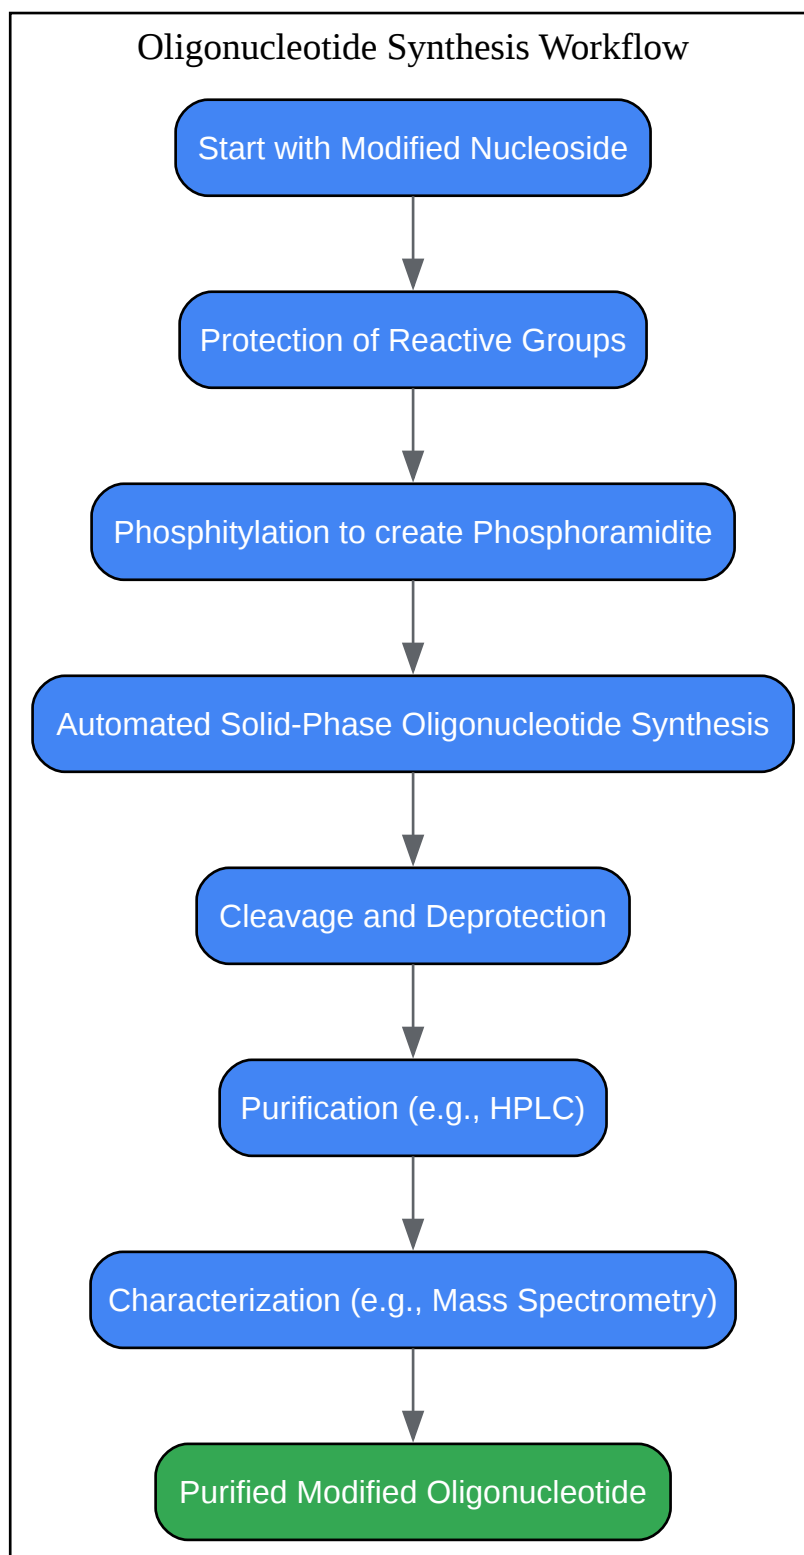 Oligonucleotide Synthesis Workflow
Start with Modified Nucleoside
Protection of Reactive Groups
Phosphitylation to create Phosphoramidite
Automated Solid-Phase Oligonucleotide Synthesis
Cleavage and Deprotection
Purification (e.g., HPLC)
Characterization (e.g., Mass Spectrometry)
Purified Modified Oligonucleotide